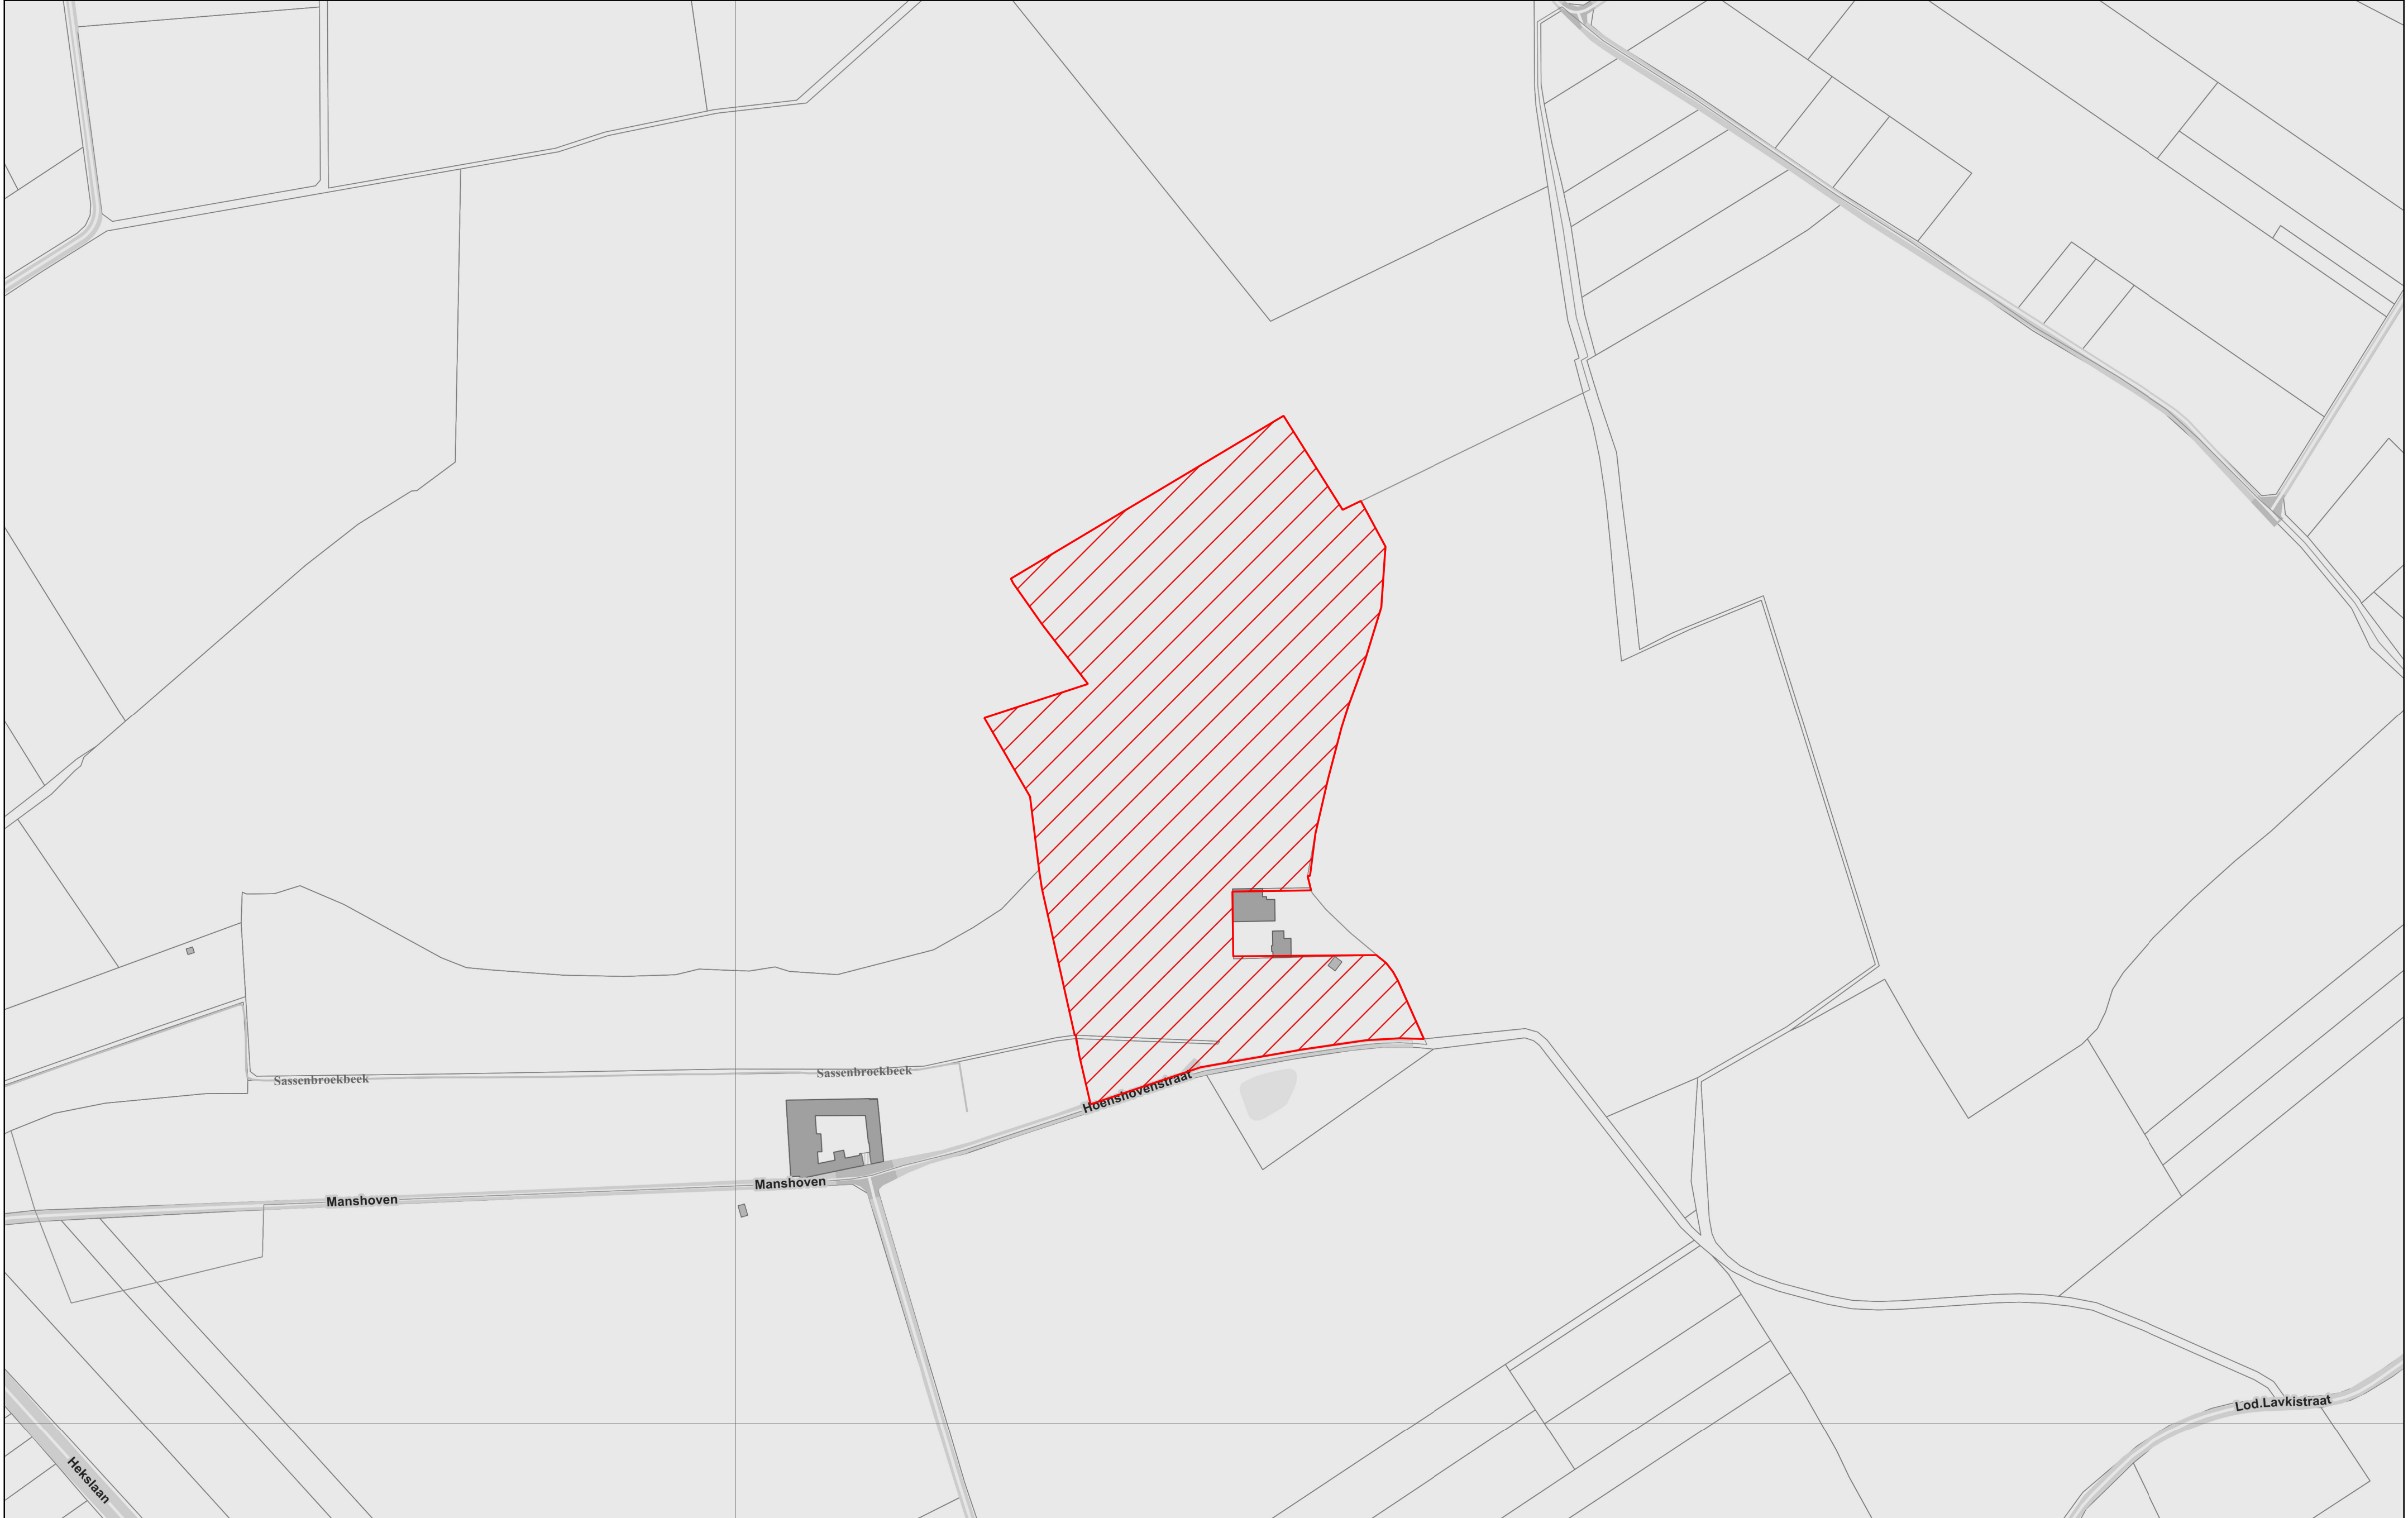 Sassenbroekbeek
Sassenbroekbeek
Hoenshovenstraat
Manshoven
Manshoven
Lod.Lavkistraat
Hekslaan